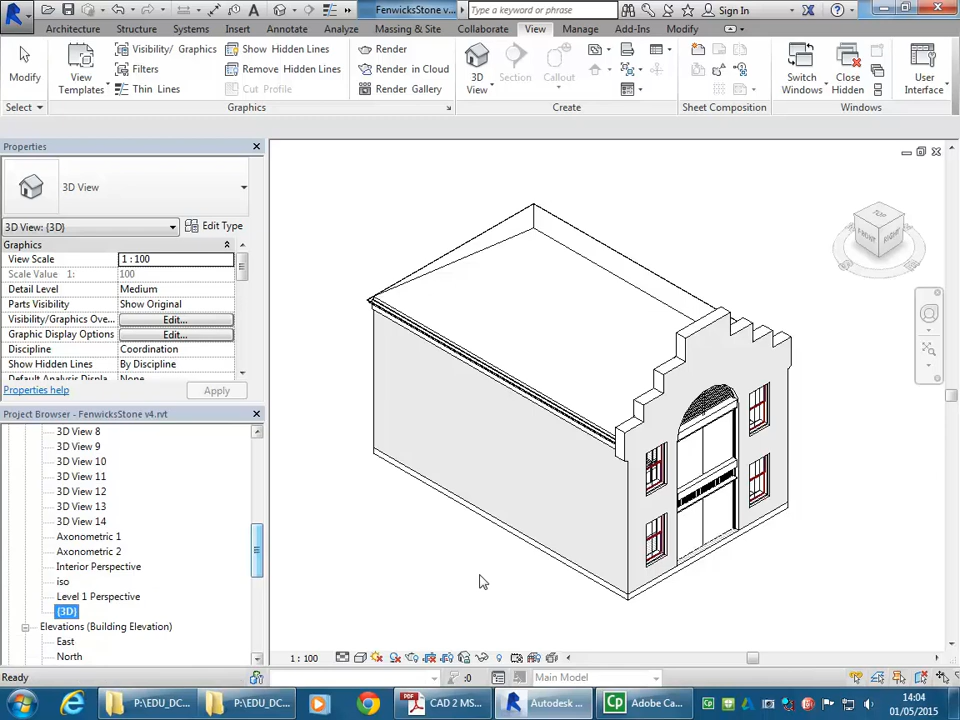 FenwicksStone v4...
Type a keyword or phrase
Sign In
Architecture Structure Systems Insert Annotate Analyze Massing & Site Collaborate View Manage Add-Ins Modify
Modify
View
Templates
Visibility/ Graphics
Filters
Thin Lines
Show Hidden Lines
Remove Hidden Lines
Cut Profile
Render
Render in Cloud
Render Gallery
3D
View
Section
Callout
Switch
Windows
Close
Hidden
User
Interface
Select Graphics Create Sheet Composition Windows
Properties
3D View
3D View: {3D} Edit Type
Graphics
View Scale 1 : 100
Scale Value 1: 100
Detail Level Medium
Parts Visibility Show Original
Visibility/Graphics Ove... Edit...
Graphic Display Options Edit...
Discipline Coordination
Show Hidden Lines By Discipline
Default Analysis Displa... None
Properties help Apply
Project Browser - FenwicksStone v4.rvt
3D View 8
3D View 9
3D View 10
3D View 11
3D View 12
3D View 13
3D View 14
Axonometric 1
Axonometric 2
Interior Perspective
iso
Level 1 Perspective
{3D}
Elevations (Building Elevation)
East
North
TOP
FRONT
RIGHT
1 : 100
Ready
:0
Main Model
P:\EDU_DC...
P:\EDU_DC...
CAD 2 MS...
Autodesk ...
Adobe Ca...
14:04
01/05/2015